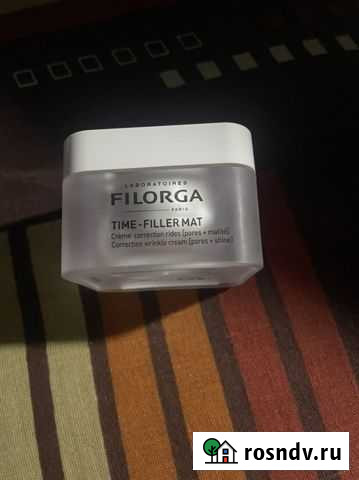 LABORATOIRES
FILORGA
PARIS
TIME-FILLER MAT
Crème correction rides [pores + matité]
Correction wrinkle cream [pores + shine]
rosndv.ru